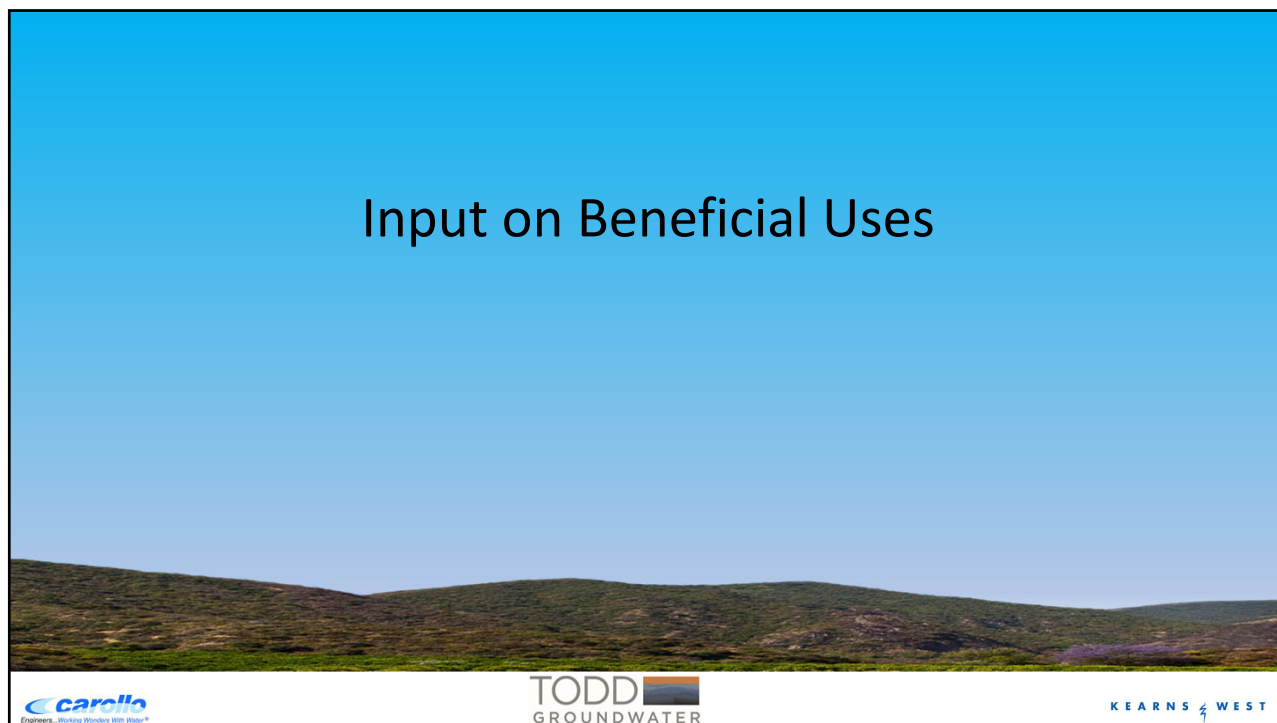 Input on Beneficial Uses
carollo
Engineers...Working Wonders With Water®
TODD
GROUNDWATER
KEARNS WEST